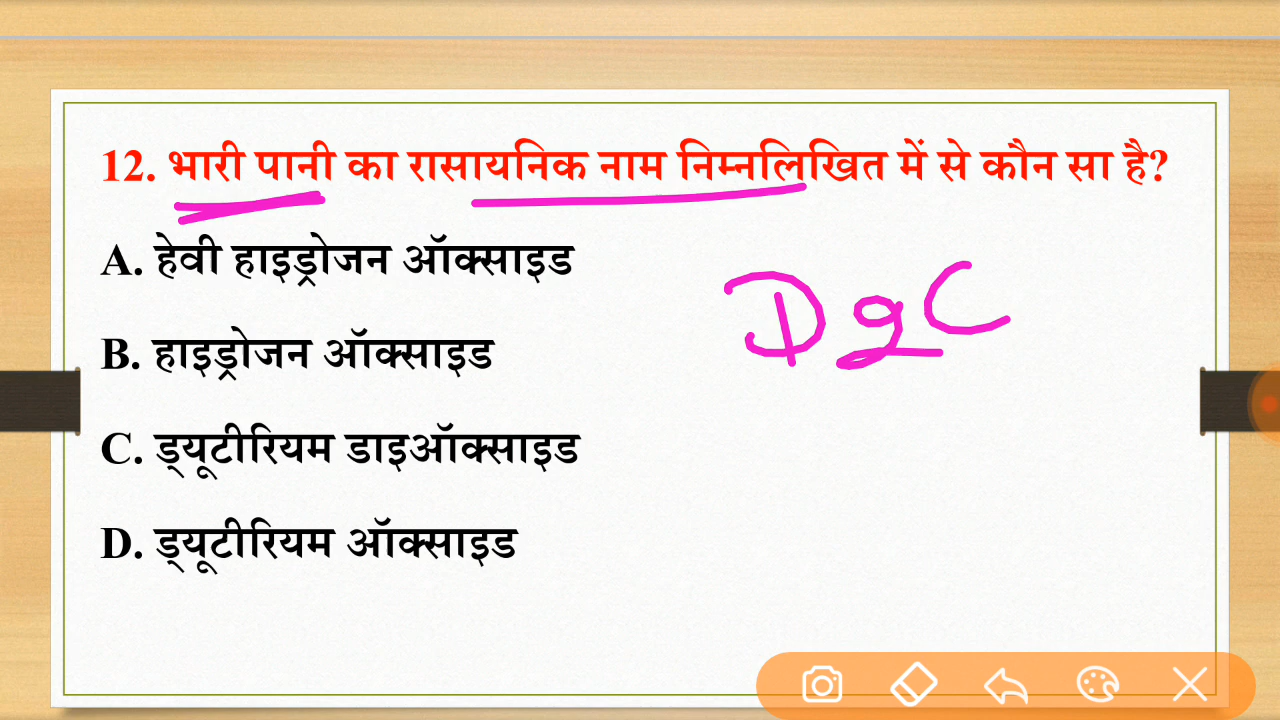 12. भारी पानी का रासायनिक नाम निम्नलिखित में से कौन सा है?
A. हेवी हाइड्रोजन ऑक्साइड
B. हाइड्रोजन ऑक्साइड
C. ड्यूटीरियम डाइऑक्साइड
D. ड्यूटीरियम ऑक्साइड